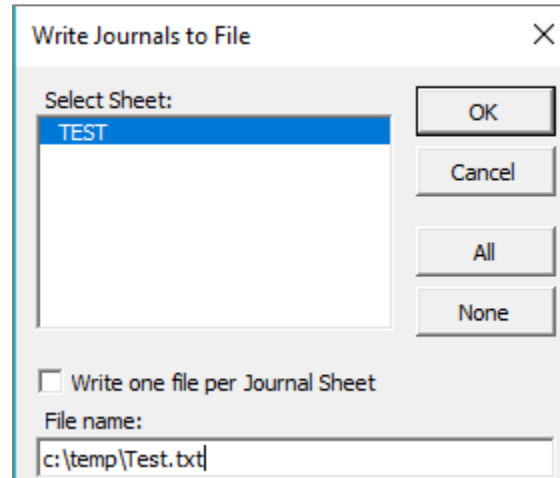 Write Journals to File
Select Sheet:
TEST
OK
Cancel
All
None
Write one file per Journal Sheet
File name:
c:\temp\Test.txt